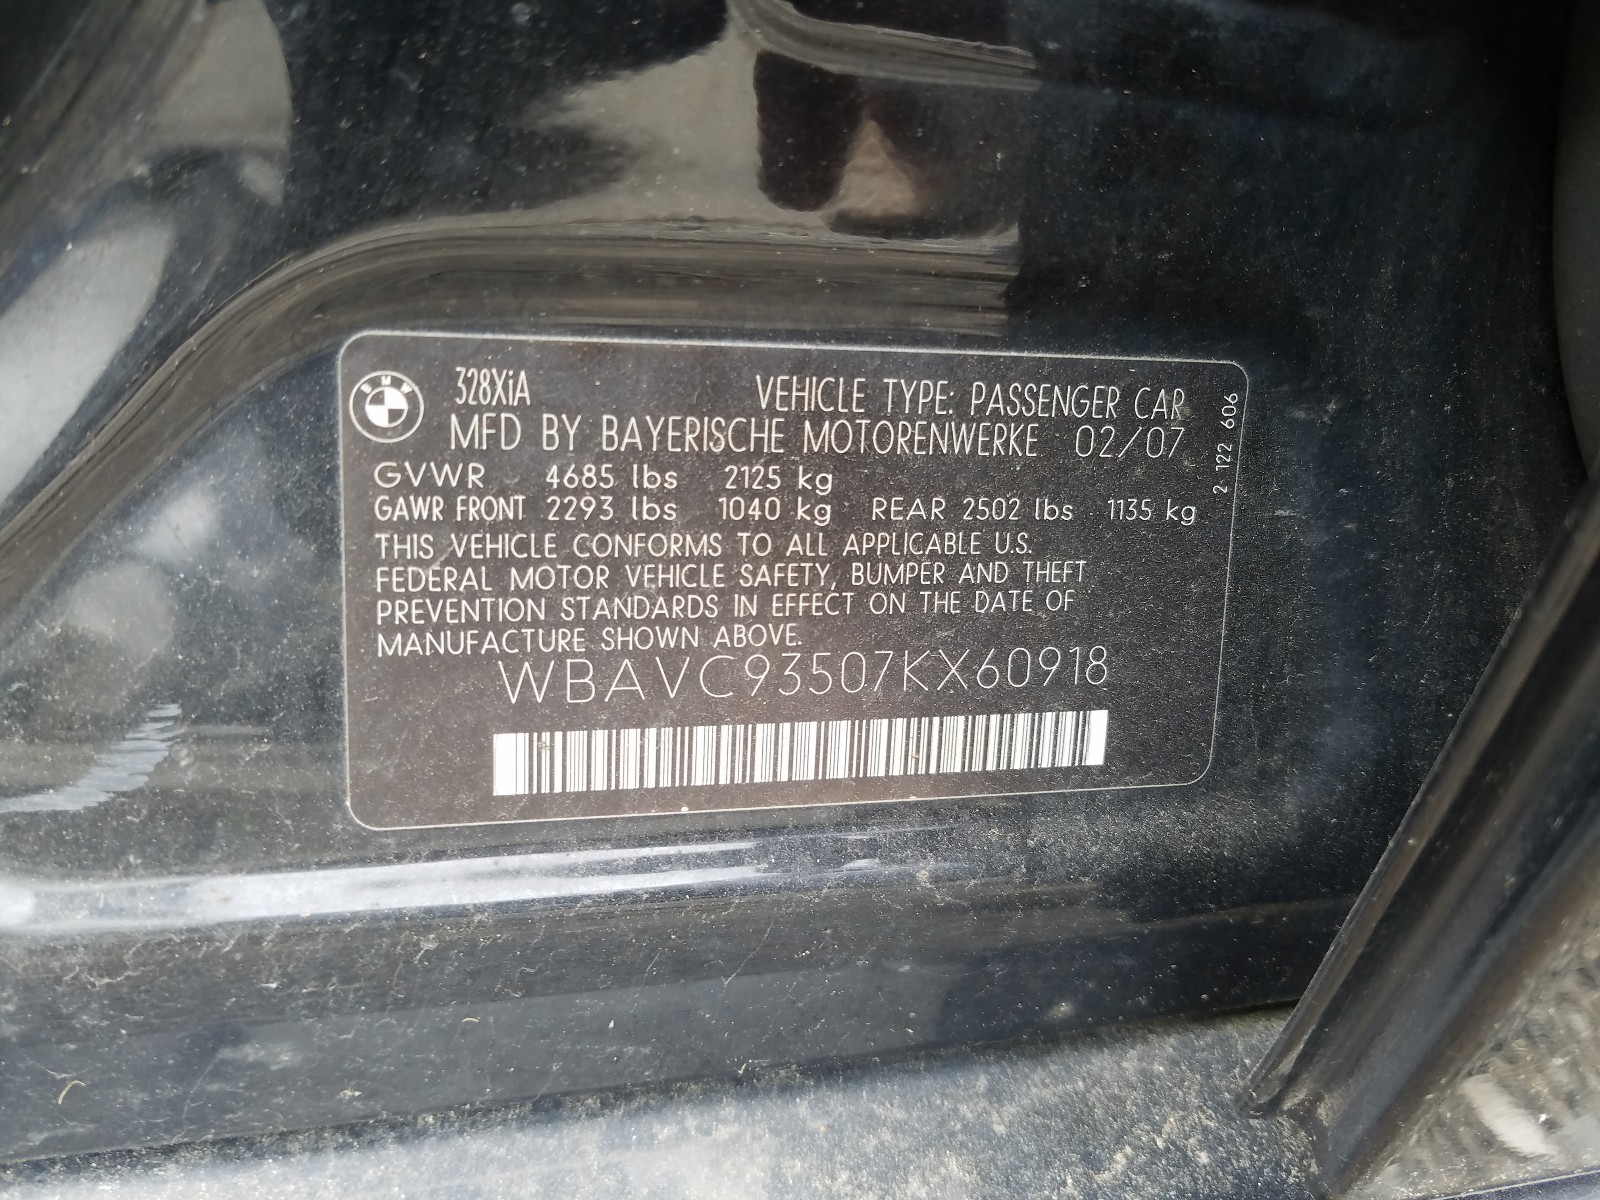 BMW
328XiA VEHICLE TYPE: PASSENGER CAR
MFD BY BAYERISCHE MOTORENWERKE 02/07
GVWR 4685 lbs 2125 kg
GAWR FRONT 2293 lbs 1040 kg REAR 2502 lbs 1135 kg
THIS VEHICLE CONFORMS TO ALL APPLICABLE U.S.
FEDERAL MOTOR VEHICLE SAFETY, BUMPER AND THEFT
PREVENTION STANDARDS IN EFFECT ON THE DATE OF
MANUFACTURE SHOWN ABOVE.
WBAVC93507KX60918
2 122 606